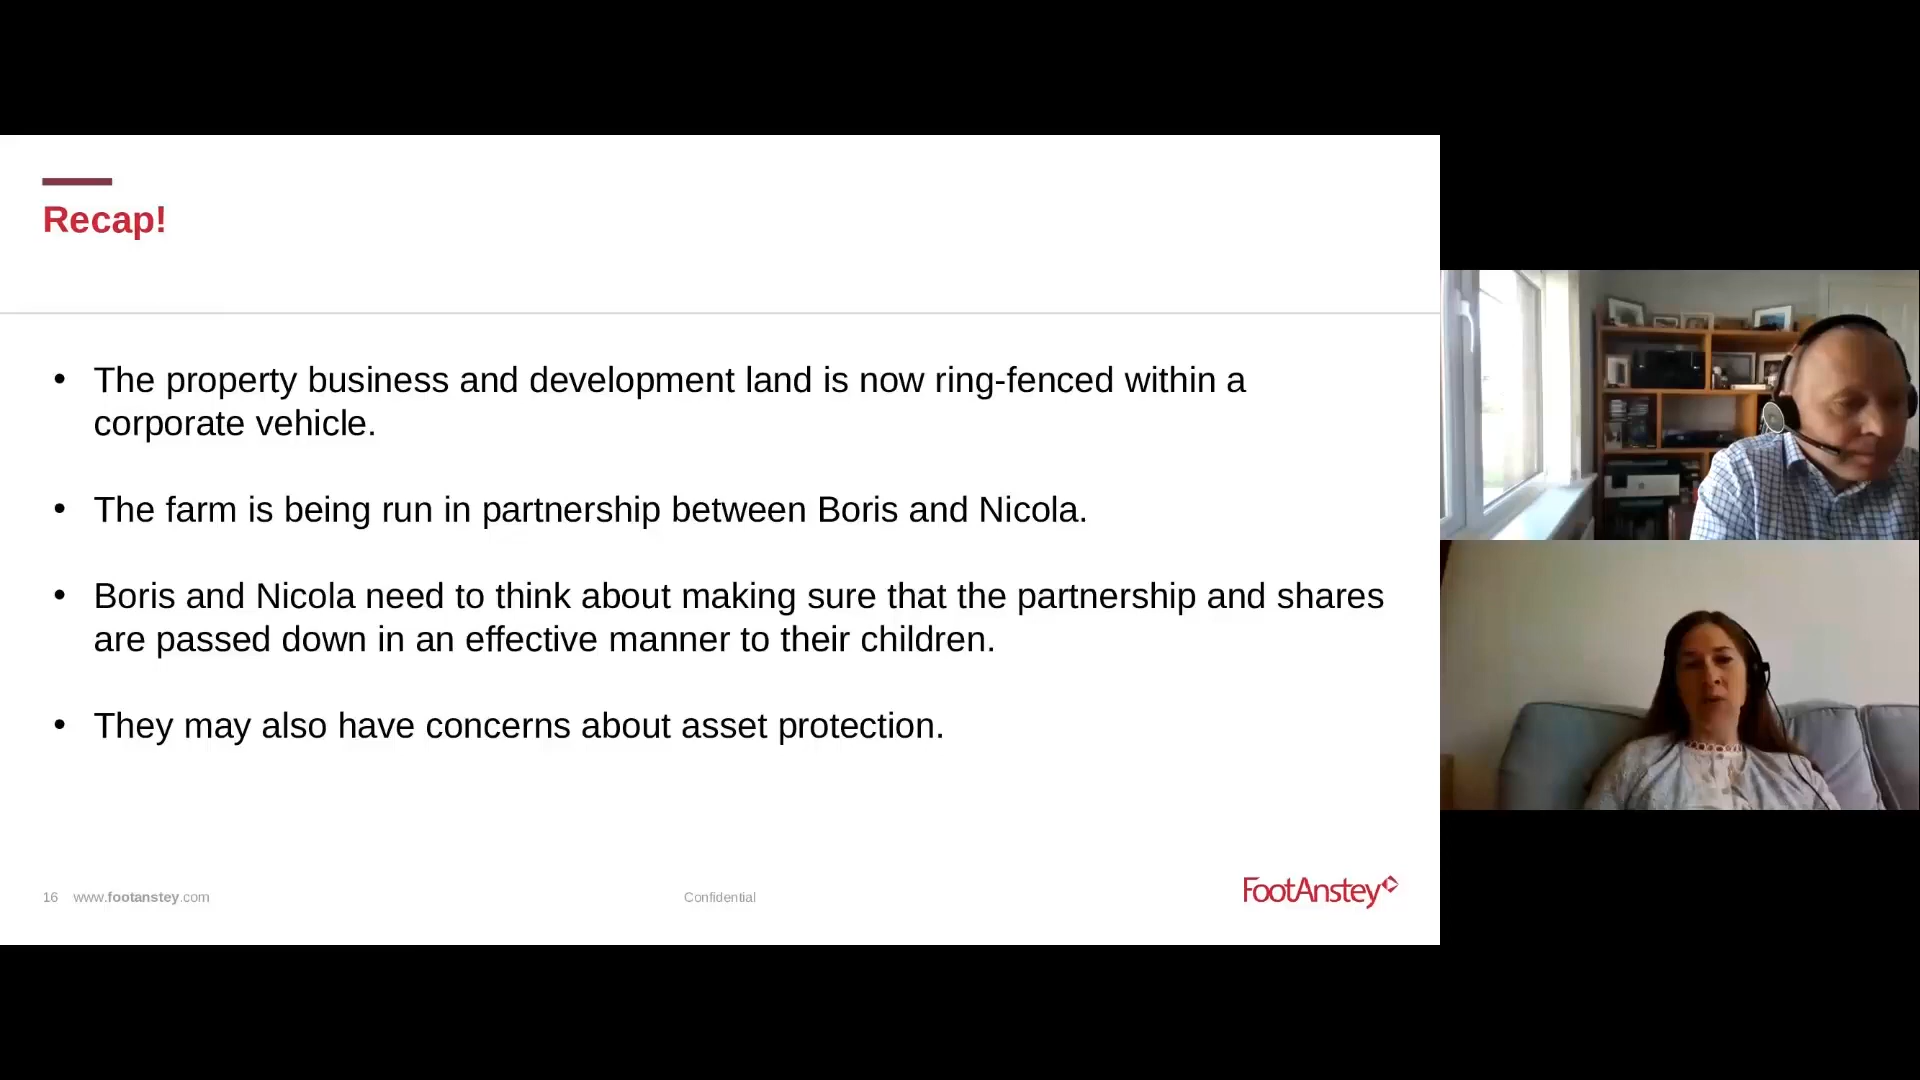 Recap!
• The property business and development land is now ring-fenced within a
corporate vehicle.
• The farm is being run in partnership between Boris and Nicola.
• Boris and Nicola need to think about making sure that the partnership and shares
are passed down in an effective manner to their children.
• They may also have concerns about asset protection.
16 www.footanstey.com Confidential FootAnstey